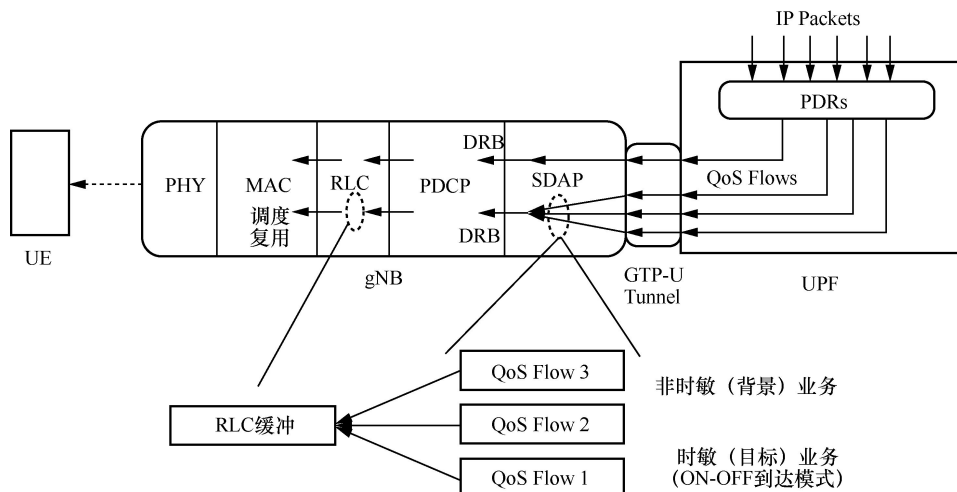 IP Packets
PDRs
DRB
PHY
MAC
RLC
PDCP
SDAP
QoS Flows
调度
复用
DRB
UE
gNB
GTP-U
Tunnel
UPF
QoS Flow 3
非时敏（背景）业务
RLC缓冲
QoS Flow 2
时敏（目标）业务
QoS Flow 1
(ON-OFF到达模式)